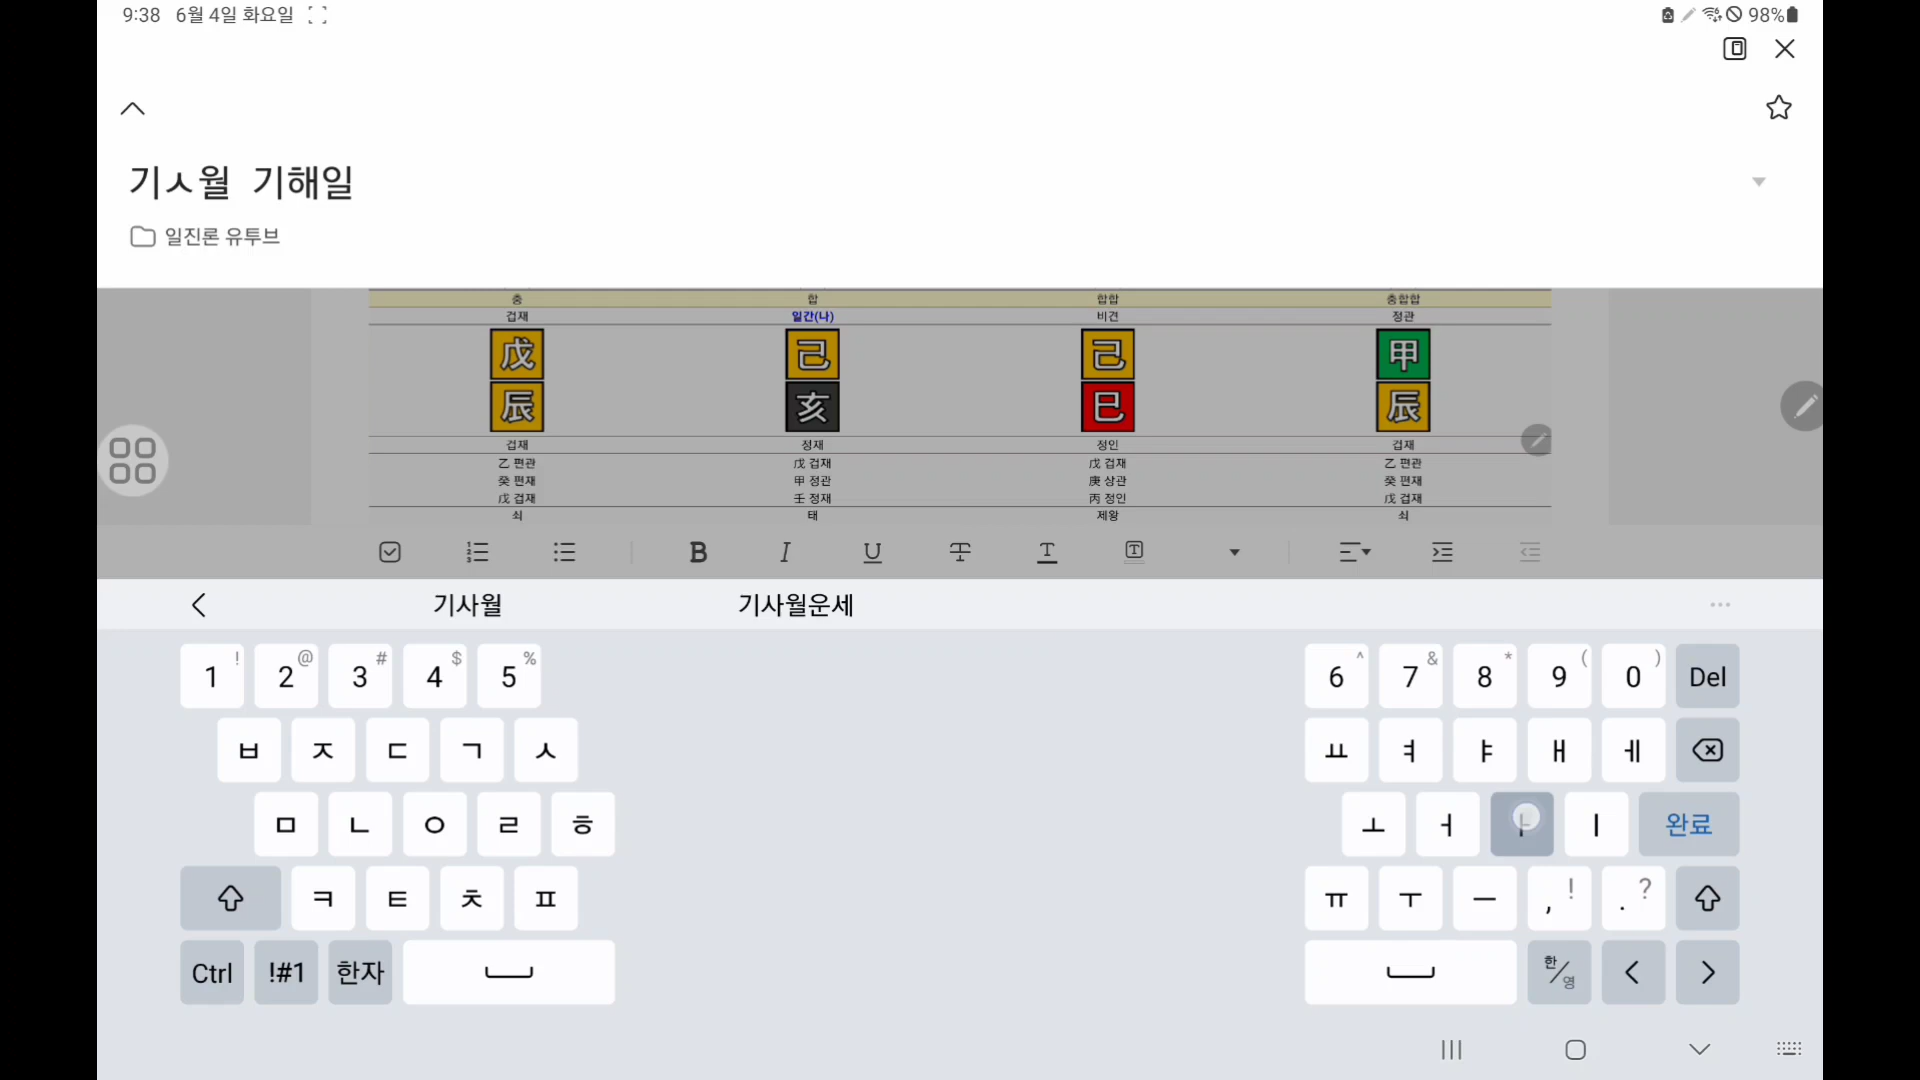 9:38 6월 4일 화요일 98%
기ㅅ월 기해일
일진론 유투브
충 합 합합 충합합
겁재 일간(나) 비견 정관
戊 己 己 甲
辰 亥 巳 辰
겁재 정재 정인 겁재
乙 편관 戊 겁재 戊 겁재 乙 편관
癸 편재 甲 정관 庚 상관 癸 편재
戊 겁재 壬 정재 丙 정인 戊 겁재
쇠 태 제왕 쇠
B I U T T T
기사월 기사월운세
1 ! 2 @ 3 # 4 $ 5 % 6 ^ 7 & 8 * 9 ( 0 ) Del
ㅂ ㅈ ㄷ ㄱ ㅅ ㅛ ㅕ ㅑ ㅐ ㅔ
ㅁ ㄴ ㅇ ㄹ ㅎ ㅗ ㅓ ㅏ ㅣ 완료
ㅋ ㅌ ㅊ ㅍ ㅠ ㅜ ㅡ , ! . ?
Ctrl !#1 한자 한/영 < >